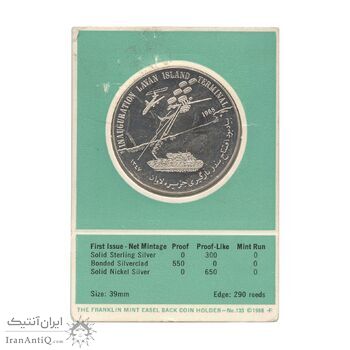 INAUGURATION LAVAN ISLAND TERMINAL
1968
First Issue - Net Mintage Proof Proof-Like Mint Run
Solid Sterling Silver 0 300 0
Bonded Silverclad 550 0 0
Solid Nickel Silver 0 650 0
Size: 39mm Edge: 290 reeds
THE FRANKLIN MINT EASEL BACK COIN HOLDER - No. 135 ©1968 -F-
ایران آنتیک
IranAntiQ.com